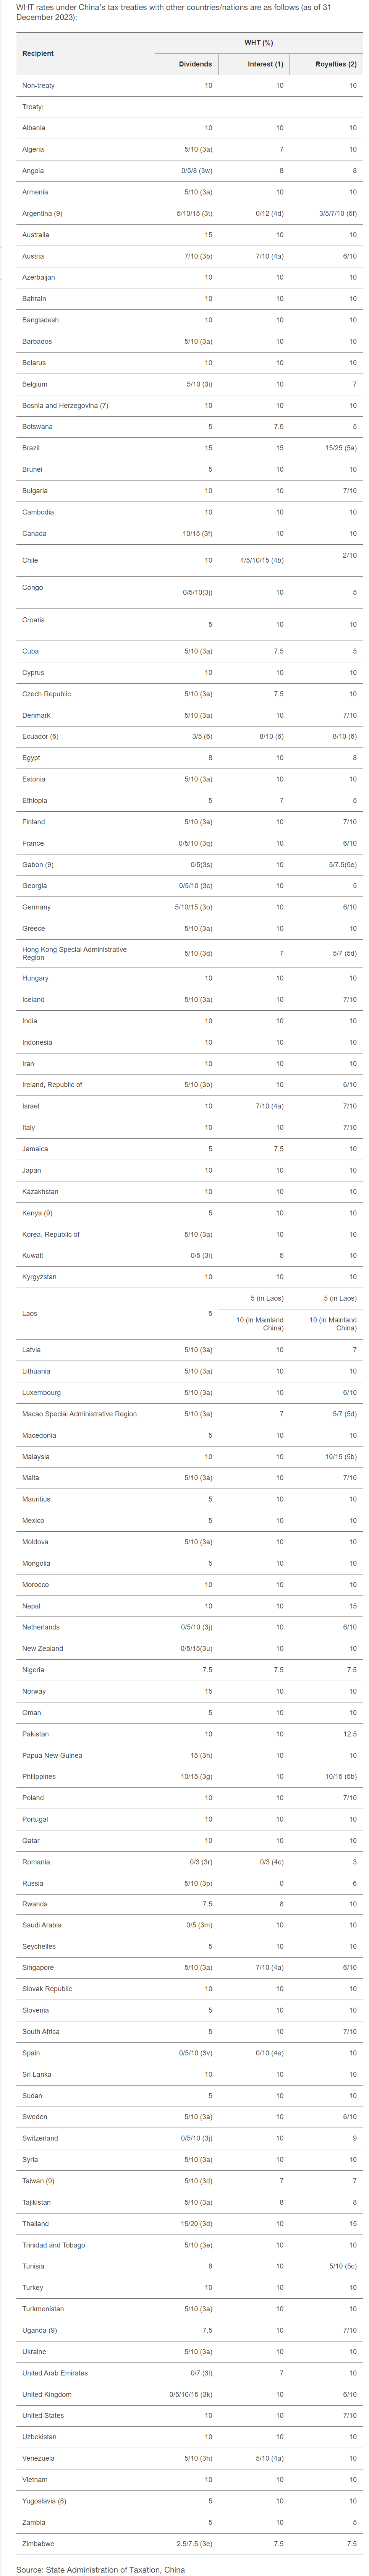 WHT rates under China's tax treaties with other countries/nations are as follows (as of 31
December 2023):
Recipient
WHT (%)
Dividends Interest (1) Royalties (2)
Non-treaty 10 10 10
Treaty:
Albania 10 10 10
Algeria 5/10 (3a) 7 10
Angola 0/5/8 (3w) 8 8
Armenia 5/10 (3a) 10 10
Argentina (9) 5/10/15 (3t) 0/12 (4d) 3/5/7/10 (5f)
Australia 15 10 10
Austria 7/10 (3b) 7/10 (4a) 6/10
Azerbaijan 10 10 10
Bahrain 10 10 10
Bangladesh 10 10 10
Barbados 5/10 (3a) 10 10
Belarus 10 10 10
Belgium 5/10 (3i) 10 7
Bosnia and Herzegovina (7) 10 10 10
Botswana 5 7.5 5
Brazil 15 15 15/25 (5a)
Brunei 5 10 10
Bulgaria 10 10 7/10
Cambodia 10 10 10
Canada 10/15 (3f) 10 10
Chile 10 4/5/10/15 (4b) 2/10
Congo 0/5/10(3j) 10 5
Croatia 5 10 10
Cuba 5/10 (3a) 7.5 5
Cyprus 10 10 10
Czech Republic 5/10 (3a) 7.5 10
Denmark 5/10 (3a) 10 7/10
Ecuador (6) 3/5 (6) 8/10 (6) 8/10 (6)
Egypt 8 10 8
Estonia 5/10 (3a) 10 10
Ethiopia 5 7 5
Finland 5/10 (3a) 10 7/10
France 0/5/10 (3q) 10 6/10
Gabon (9) 0/5(3s) 10 5/7.5(5e)
Georgia 0/5/10 (3c) 10 5
Germany 5/10/15 (3o) 10 6/10
Greece 5/10 (3a) 10 10
Hong Kong Special Administrative
Region 5/10 (3d) 7 5/7 (5d)
Hungary 10 10 10
Iceland 5/10 (3a) 10 7/10
India 10 10 10
Indonesia 10 10 10
Iran 10 10 10
Ireland, Republic of 5/10 (3b) 10 6/10
Israel 10 7/10 (4a) 7/10
Italy 10 10 7/10
Jamaica 5 7.5 10
Japan 10 10 10
Kazakhstan 10 10 10
Kenya (9) 5 10 10
Korea, Republic of 5/10 (3a) 10 10
Kuwait 0/5 (3l) 5 10
Kyrgyzstan 10 10 10
Laos 5
5 (in Laos) 5 (in Laos)
10 (in Mainland
China)
10 (in Mainland
China)
Latvia 5/10 (3a) 10 7
Lithuania 5/10 (3a) 10 10
Luxembourg 5/10 (3a) 10 6/10
Macao Special Administrative Region 5/10 (3a) 7 5/7 (5d)
Macedonia 5 10 10
Malaysia 10 10 10/15 (5b)
Malta 5/10 (3a) 10 7/10
Mauritius 5 10 10
Mexico 5 10 10
Moldova 5/10 (3a) 10 10
Mongolia 5 10 10
Morocco 10 10 10
Nepal 10 10 15
Netherlands 0/5/10 (3j) 10 6/10
New Zealand 0/5/15(3u) 10 10
Nigeria 7.5 7.5 7.5
Norway 15 10 10
Oman 5 10 10
Pakistan 10 10 12.5
Papua New Guinea 15 (3n) 10 10
Philippines 10/15 (3g) 10 10/15 (5b)
Poland 10 10 7/10
Portugal 10 10 10
Qatar 10 10 10
Romania 0/3 (3r) 0/3 (4c) 3
Russia 5/10 (3p) 0 6
Rwanda 7.5 8 10
Saudi Arabia 0/5 (3m) 10 10
Seychelles 5 10 10
Singapore 5/10 (3a) 7/10 (4a) 6/10
Slovak Republic 10 10 10
Slovenia 5 10 10
South Africa 5 10 7/10
Spain 0/5/10 (3v) 0/10 (4e) 10
Sri Lanka 10 10 10
Sudan 5 10 10
Sweden 5/10 (3a) 10 6/10
Switzerland 0/5/10 (3j) 10 9
Syria 5/10 (3a) 10 10
Taiwan (9) 5/10 (3d) 7 7
Tajikistan 5/10 (3a) 8 8
Thailand 15/20 (3d) 10 15
Trinidad and Tobago 5/10 (3e) 10 10
Tunisia 8 10 5/10 (5c)
Turkey 10 10 10
Turkmenistan 5/10 (3a) 10 10
Uganda (9) 7.5 10 7/10
Ukraine 5/10 (3a) 10 10
United Arab Emirates 0/7 (3l) 7 10
United Kingdom 0/5/10/15 (3k) 10 6/10
United States 10 10 7/10
Uzbekistan 10 10 10
Venezuela 5/10 (3h) 5/10 (4a) 10
Vietnam 10 10 10
Yugoslavia (8) 5 10 10
Zambia 5 10 5
Zimbabwe 2.5/7.5 (3e) 7.5 7.5
Source: State Administration of Taxation, China